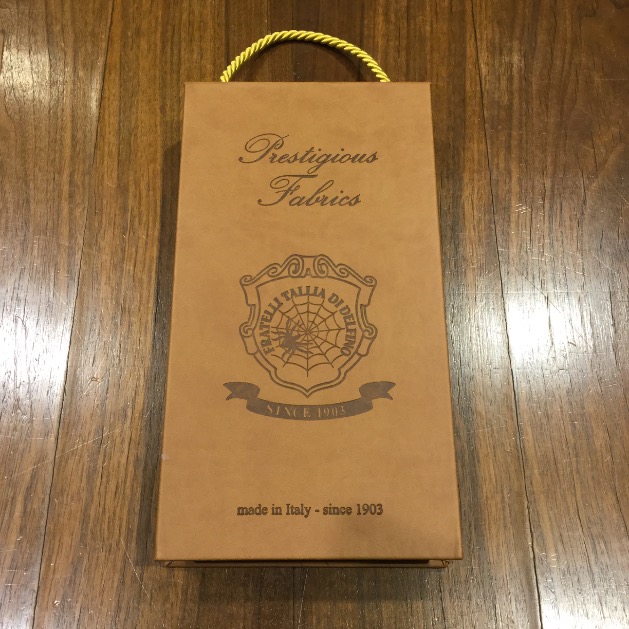 Prestigious
Fabrics
FRATELLI TALLIA DI DELFINO
SINCE 1903
made in Italy - since 1903